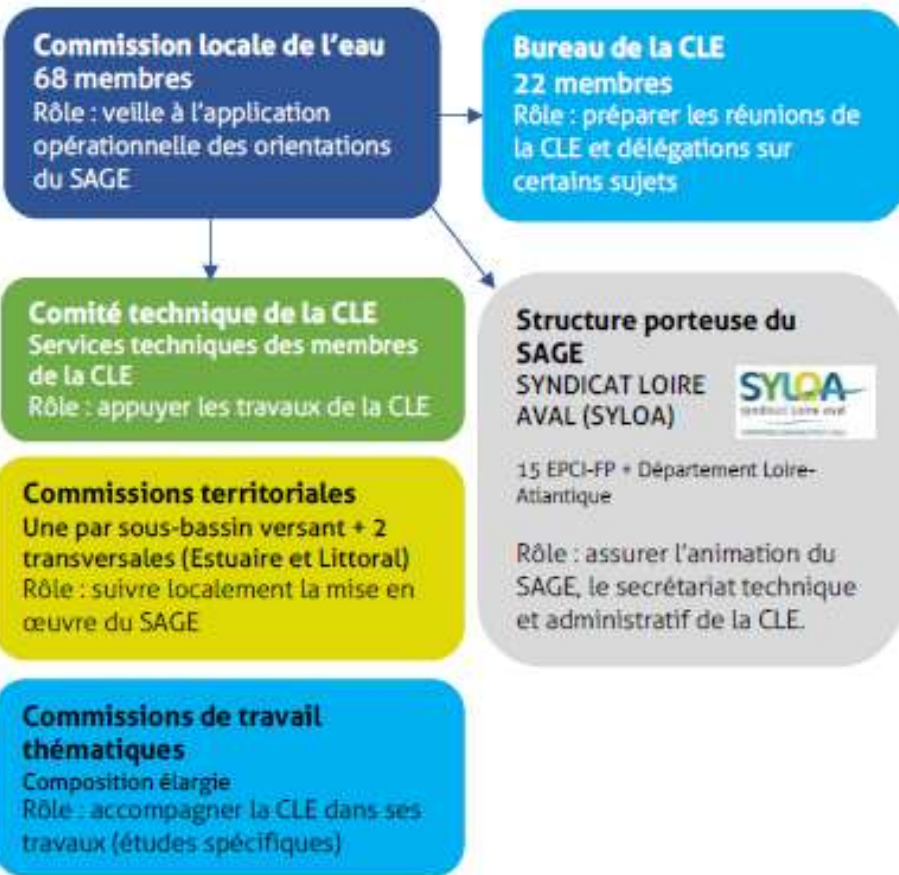 Commission locale de l'eau
68 membres
Rôle : veille à l'application
opérationnelle des orientations
du SAGE
Bureau de la CLE
22 membres
Rôle : préparer les réunions de
la CLE et délégations sur
certains sujets
Comité technique de la CLE
Services techniques des membres
de la CLE
Rôle : appuyer les travaux de la CLE
Structure porteuse du
SAGE
SYNDICAT LOIRE
AVAL (SYLOA)
SYLOA
syndicat Loire aval
15 EPCI-FP + Département Loire-
Atlantique
Rôle : assurer l'animation du
SAGE, le secrétariat technique
et administratif de la CLE.
Commissions territoriales
Une par sous-bassin versant + 2
transversales (Estuaire et Littoral)
Rôle : suivre localement la mise en
œuvre du SAGE
Commissions de travail
thématiques
Composition élargie
Rôle : accompagner la CLE dans ses
travaux (études spécifiques)